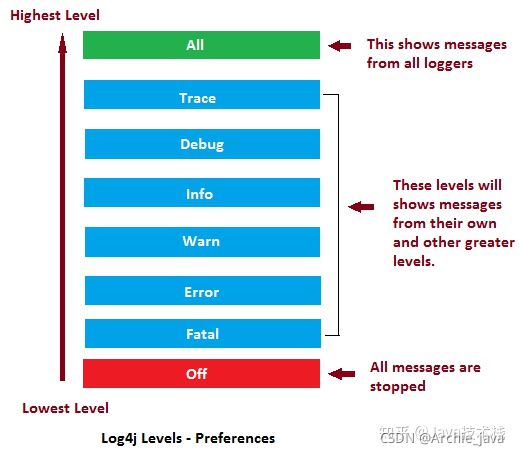 Highest Level
All
This shows messages
from all loggers
Trace
Debug
Info
These levels will
shows messages
from their own
and other greater
levels.
Warn
Error
Fatal
Off
All messages are
stopped
Lowest Level
Log4j Levels - Preferences
知乎 @Java技术栈
CSDN @Archie_java